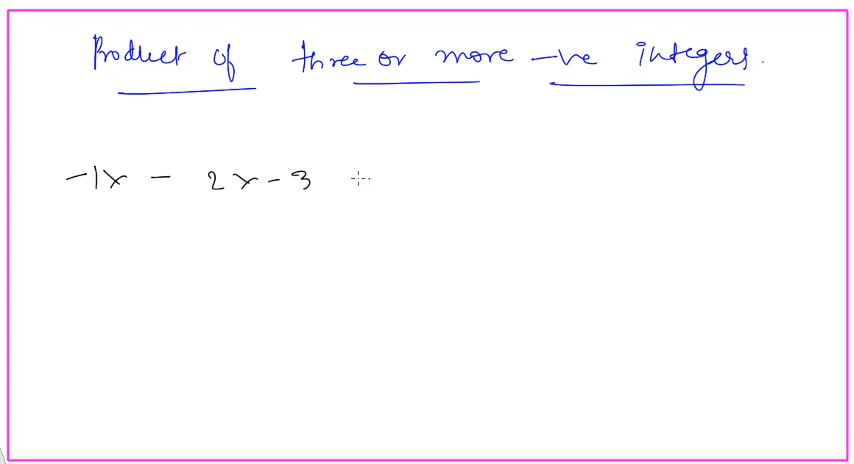 Product of three or more -ve integers.
-1x - 2x-3